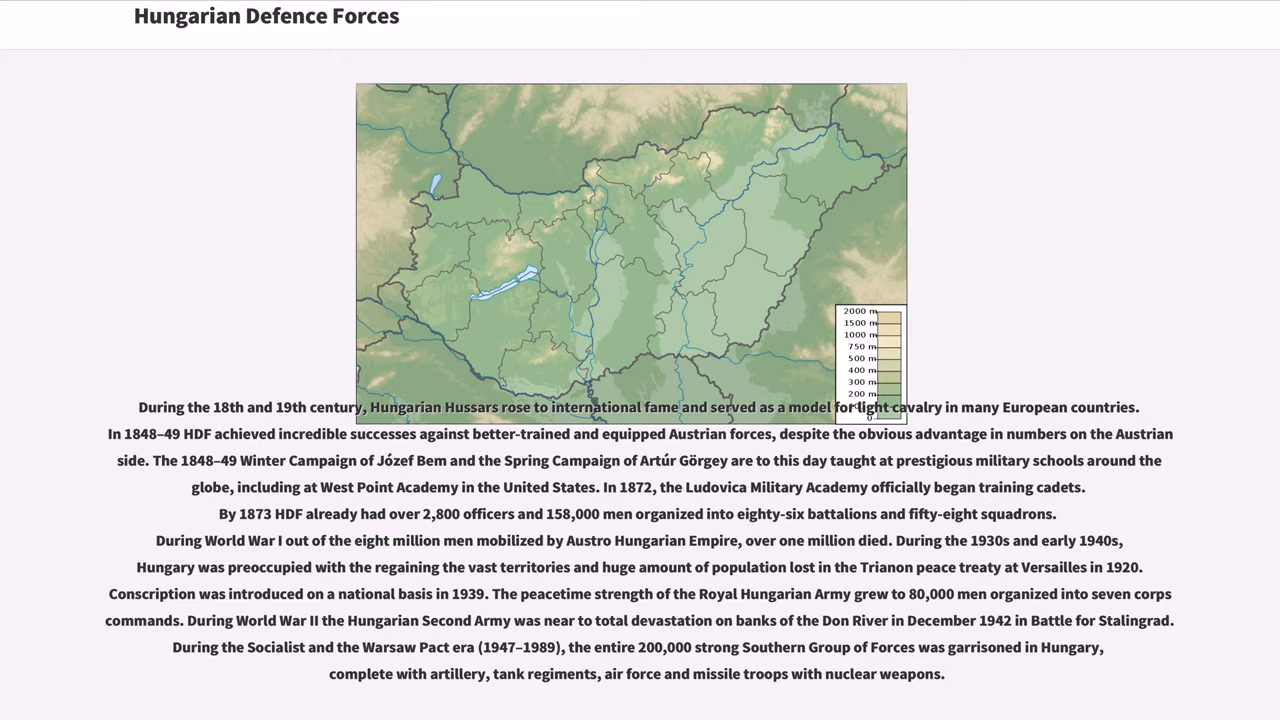 Hungarian Defence Forces
2000 m
1500 m
1000 m
750 m
500 m
400 m
300 m
200 m
0
During the 18th and 19th century, Hungarian Hussars rose to international fame and served as a model for light cavalry in many European countries.
In 1848–49 HDF achieved incredible successes against better-trained and equipped Austrian forces, despite the obvious advantage in numbers on the Austrian
side. The 1848–49 Winter Campaign of Józef Bem and the Spring Campaign of Artúr Görgey are to this day taught at prestigious military schools around the
globe, including at West Point Academy in the United States. In 1872, the Ludovica Military Academy officially began training cadets.
By 1873 HDF already had over 2,800 officers and 158,000 men organized into eighty-six battalions and fifty-eight squadrons.
During World War I out of the eight million men mobilized by Austro Hungarian Empire, over one million died. During the 1930s and early 1940s,
Hungary was preoccupied with the regaining the vast territories and huge amount of population lost in the Trianon peace treaty at Versailles in 1920.
Conscription was introduced on a national basis in 1939. The peacetime strength of the Royal Hungarian Army grew to 80,000 men organized into seven corps
commands. During World War II the Hungarian Second Army was near to total devastation on banks of the Don River in December 1942 in Battle for Stalingrad.
During the Socialist and the Warsaw Pact era (1947–1989), the entire 200,000 strong Southern Group of Forces was garrisoned in Hungary,
complete with artillery, tank regiments, air force and missile troops with nuclear weapons.